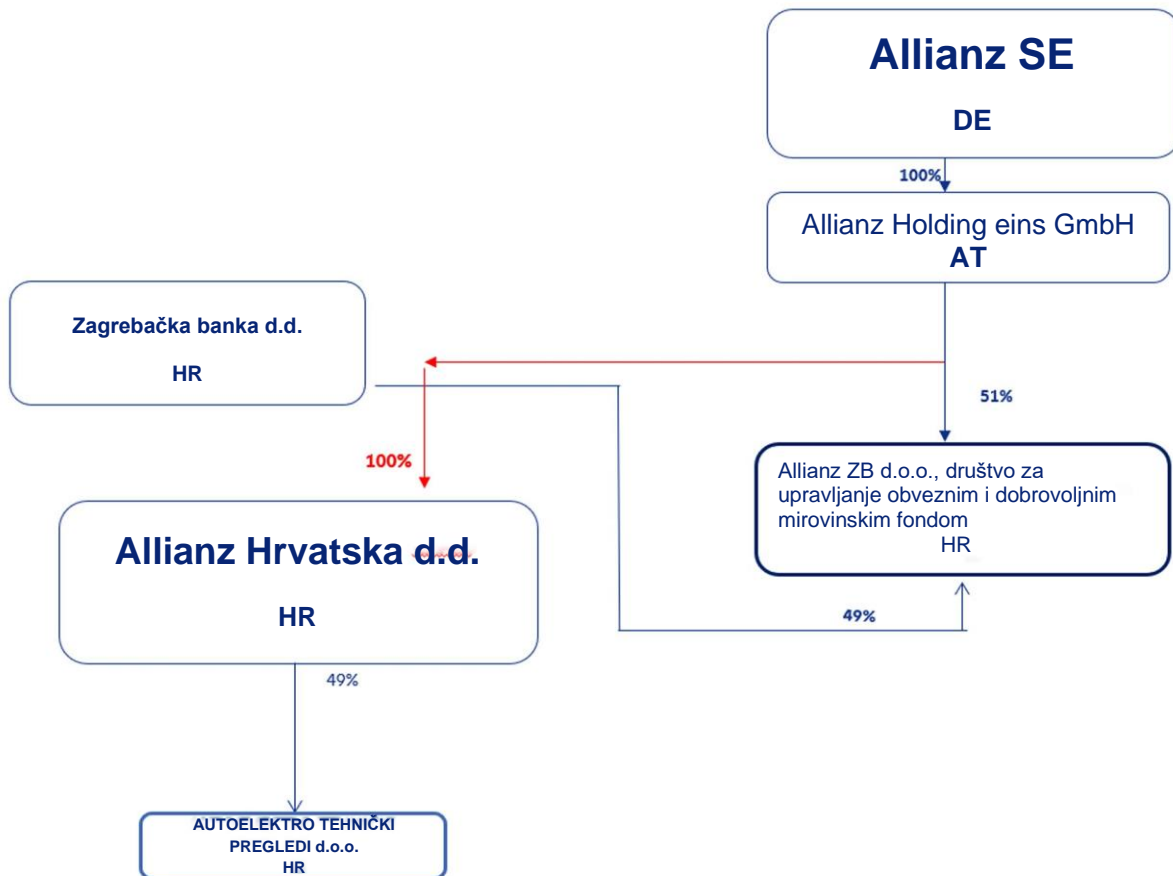 Allianz SE
DE
100%
Allianz Holding eins GmbH
AT
Zagrebačka banka d.d.
HR
51%
100%
Allianz ZB d.o.o., društvo za
upravljanje obveznim i dobrovoljnim
mirovinskim fondom
HR
Allianz Hrvatska d.d.
HR
49%
49%
AUTOELEKTRO TEHNIČKI
PREGLEDI d.o.o.
HR